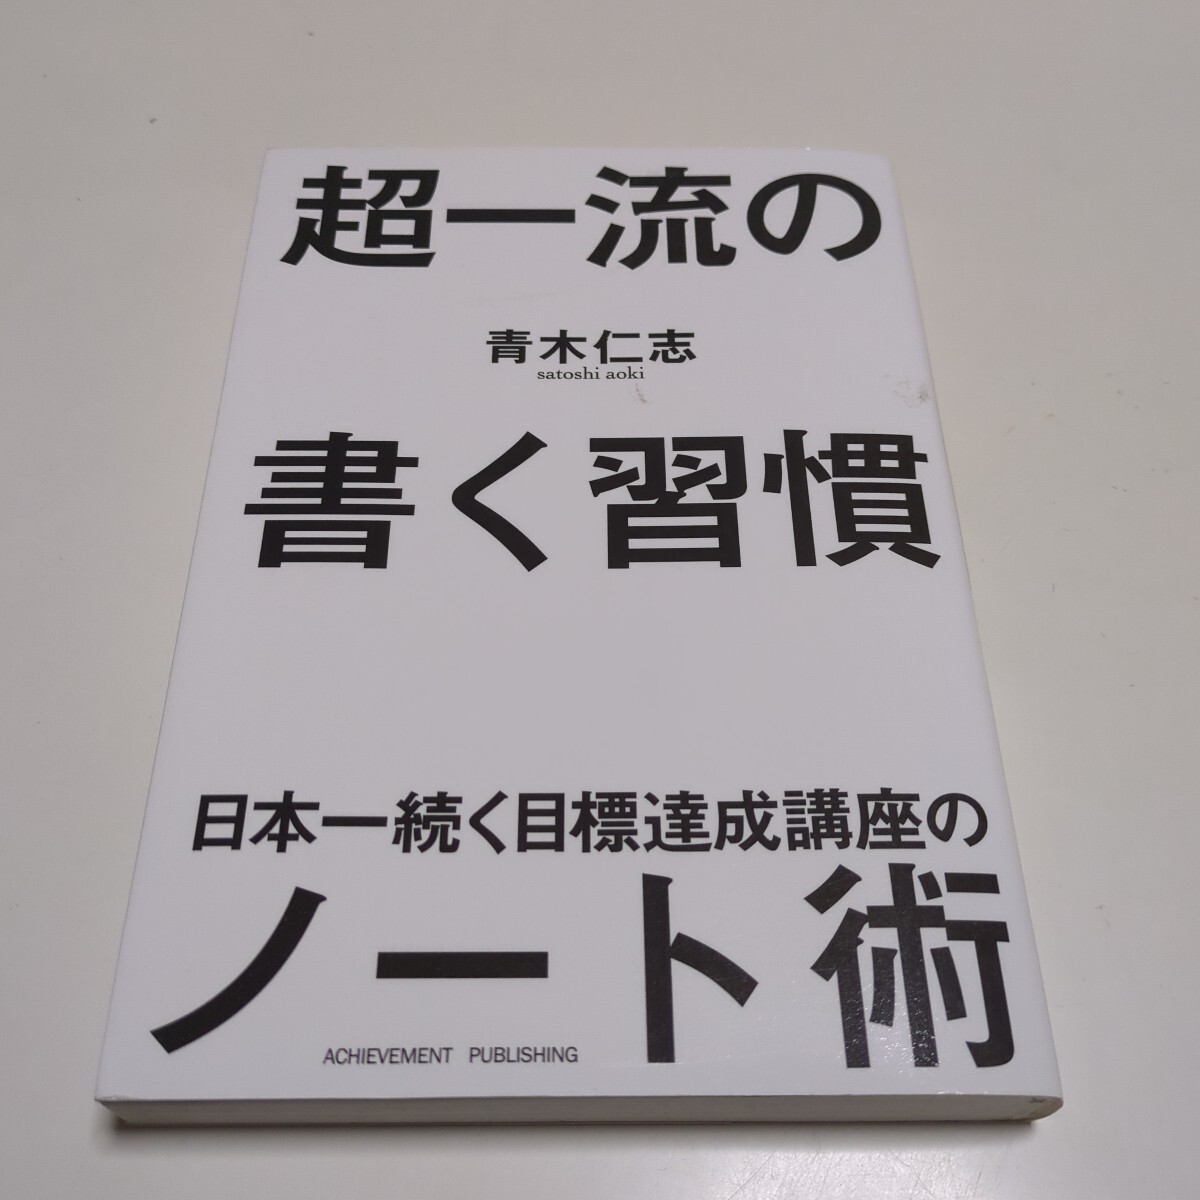 超一流の
青木仁志
satoshi aoki
書く習慣
日本一続く目標達成講座の
ノート術
ACHIEVEMENT PUBLISHING